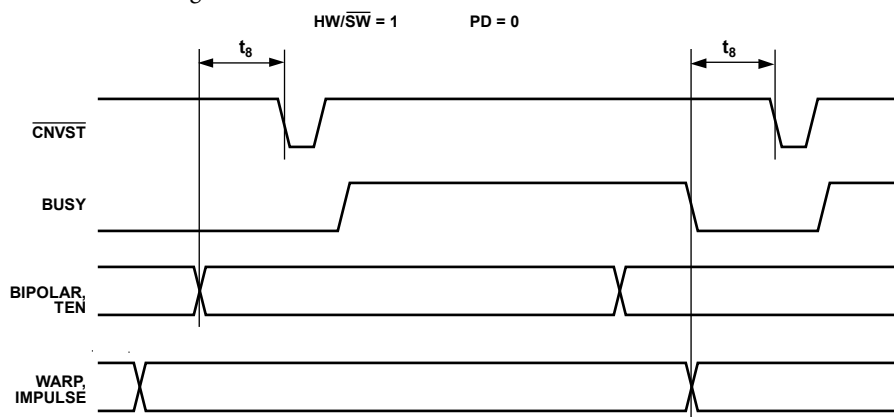 HW/SW = 1 PD = 0
t8 t8
CNVST
BUSY
BIPOLAR,
TEN
WARP,
IMPULSE